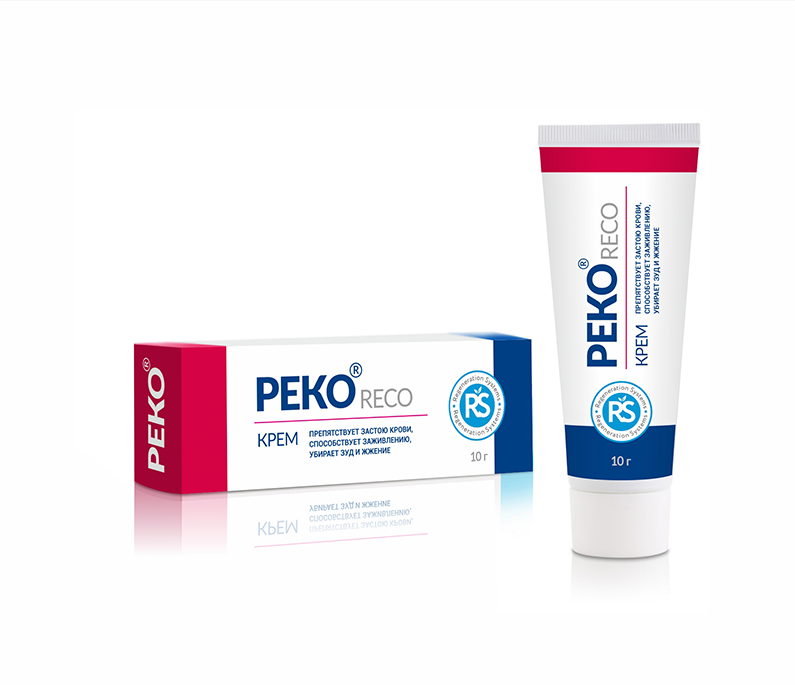 РЕКО®
РЕКО® RECO
КРЕМ
ПРЕПЯТСТВУЕТ ЗАСТОЮ КРОВИ,
СПОСОБСТВУЕТ ЗАЖИВЛЕНИЮ,
УБИРАЕТ ЗУД И ЖЖЕНИЕ
Regeneration Systems
RS
Regeneration Systems
10 г
РЕКО® RECO
КРЕМ
ПРЕПЯТСТВУЕТ ЗАСТОЮ КРОВИ,
СПОСОБСТВУЕТ ЗАЖИВЛЕНИЮ,
УБИРАЕТ ЗУД И ЖЖЕНИЕ
Regeneration Systems
RS
Regeneration Systems
10 г